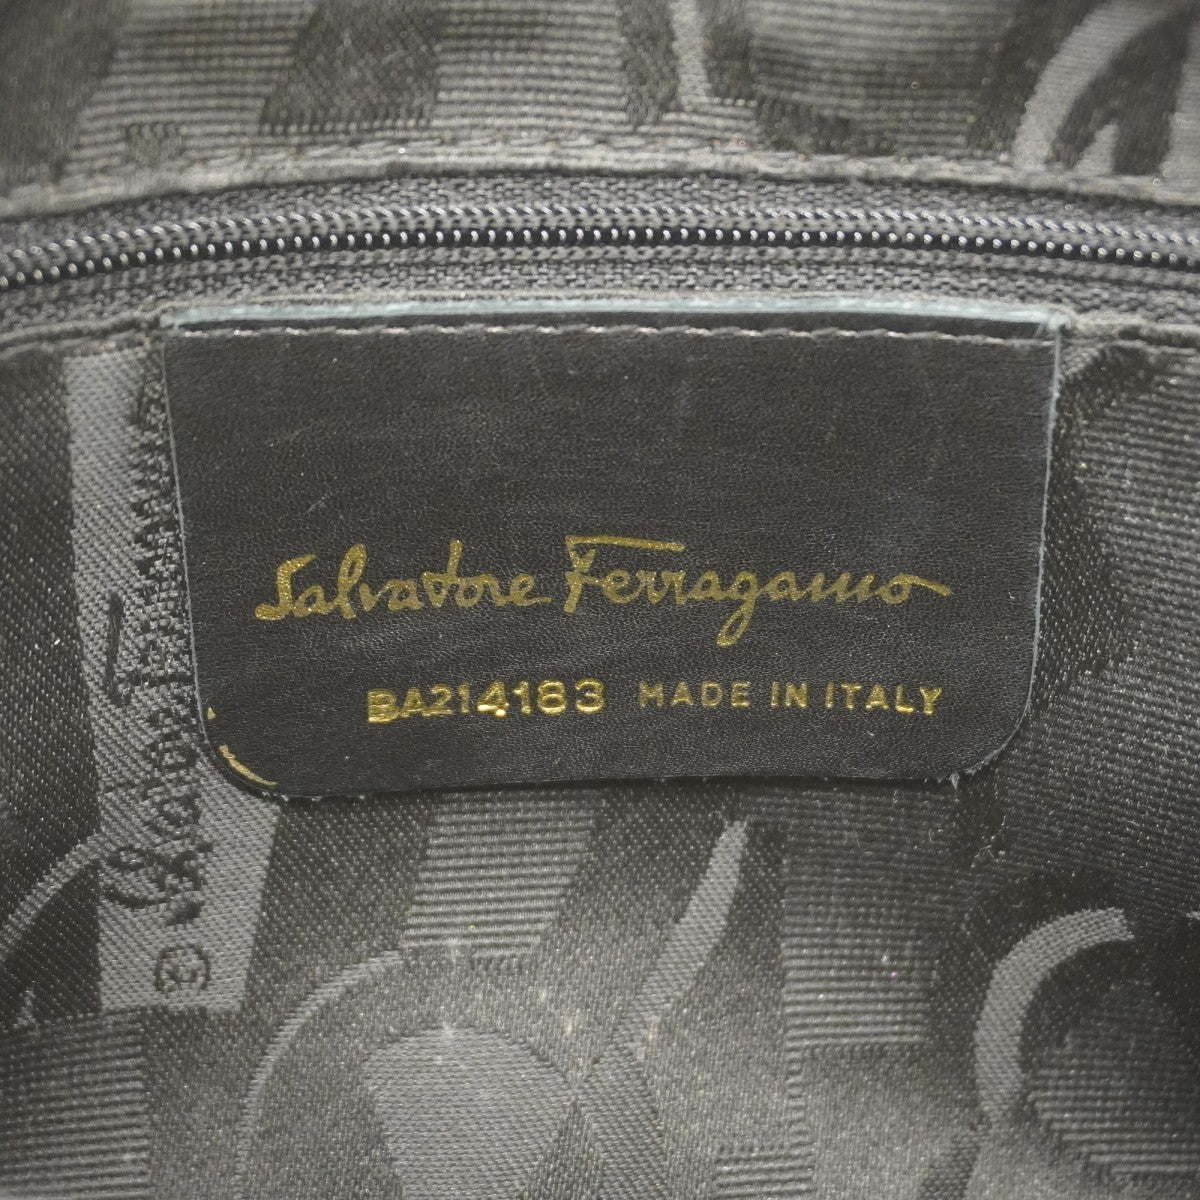 Salvatore Ferragamo
BA214183 MADE IN ITALY
©